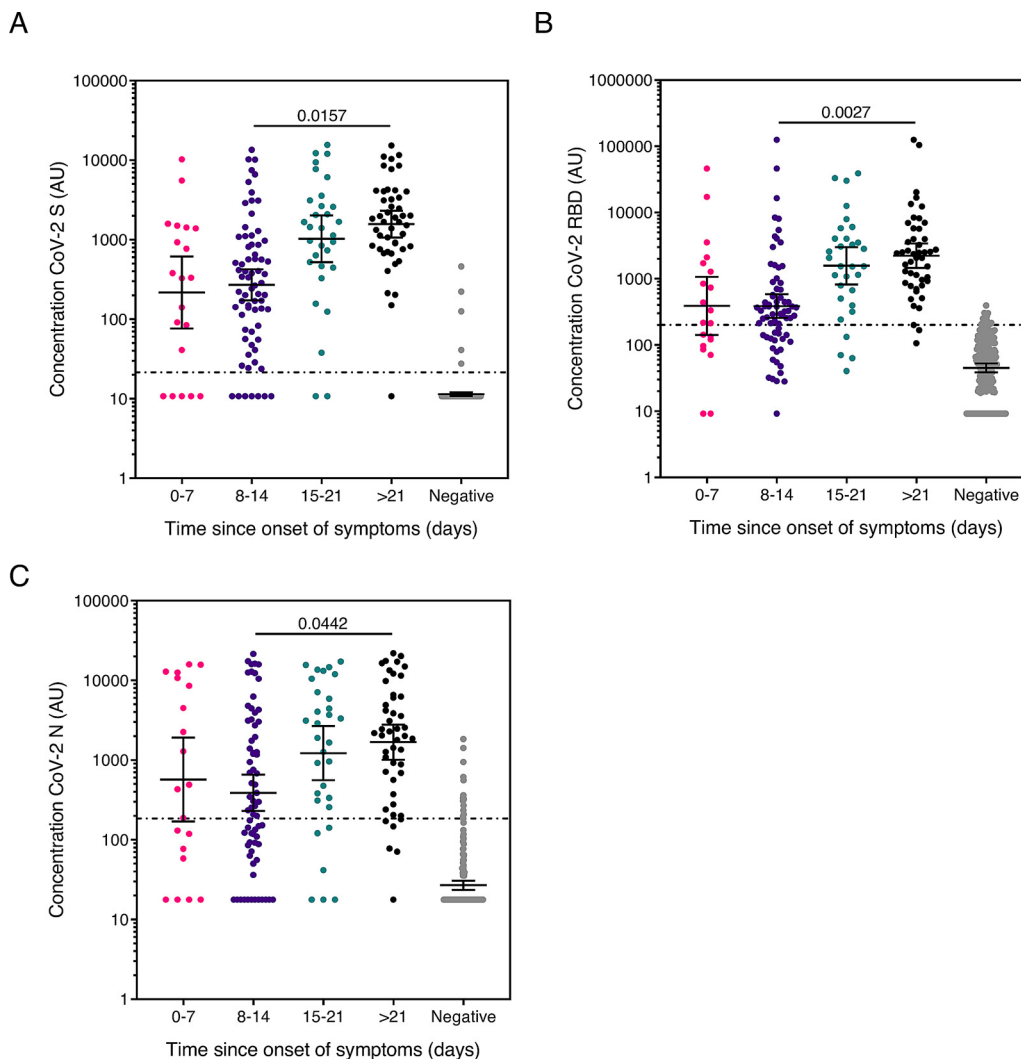 A
Concentration CoV-2 S (AU)
100000
10000
1000
100
10
1
0.0157
0-7 8-14 15-21 >21 Negative
Time since onset of symptoms (days)
B
Concentration CoV-2 RBD (AU)
1000000
100000
10000
1000
100
10
1
0.0027
0-7 8-14 15-21 >21 Negative
Time since onset of symptoms (days)
C
Concentration CoV-2 N (AU)
100000
10000
1000
100
10
1
0.0442
0-7 8-14 15-21 >21 Negative
Time since onset of symptoms (days)